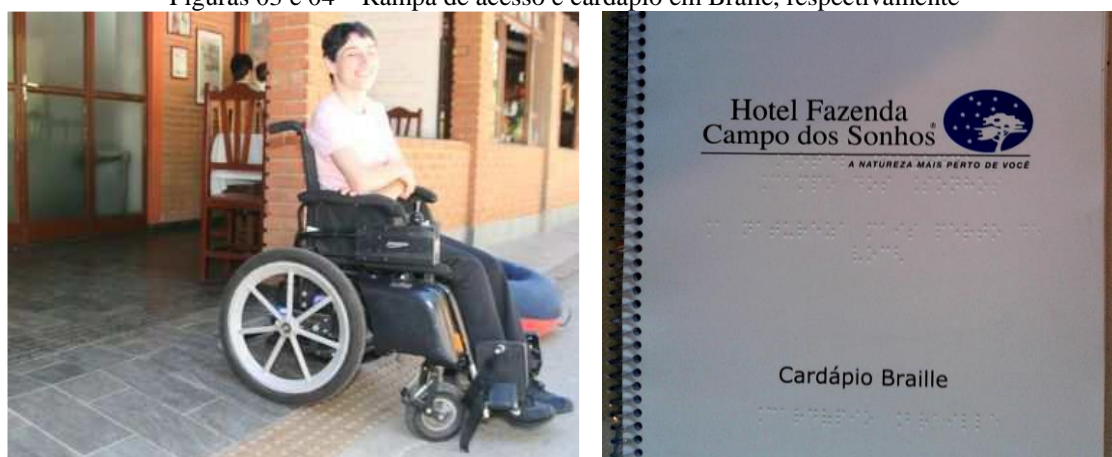 Figuras 03 e 04 – Rampa de acesso e cardápio em Braile, respectivamente
Hotel Fazenda
Campo dos Sonhos®
A NATUREZA MAIS PERTO DE VOCÊ
Cardápio Braille